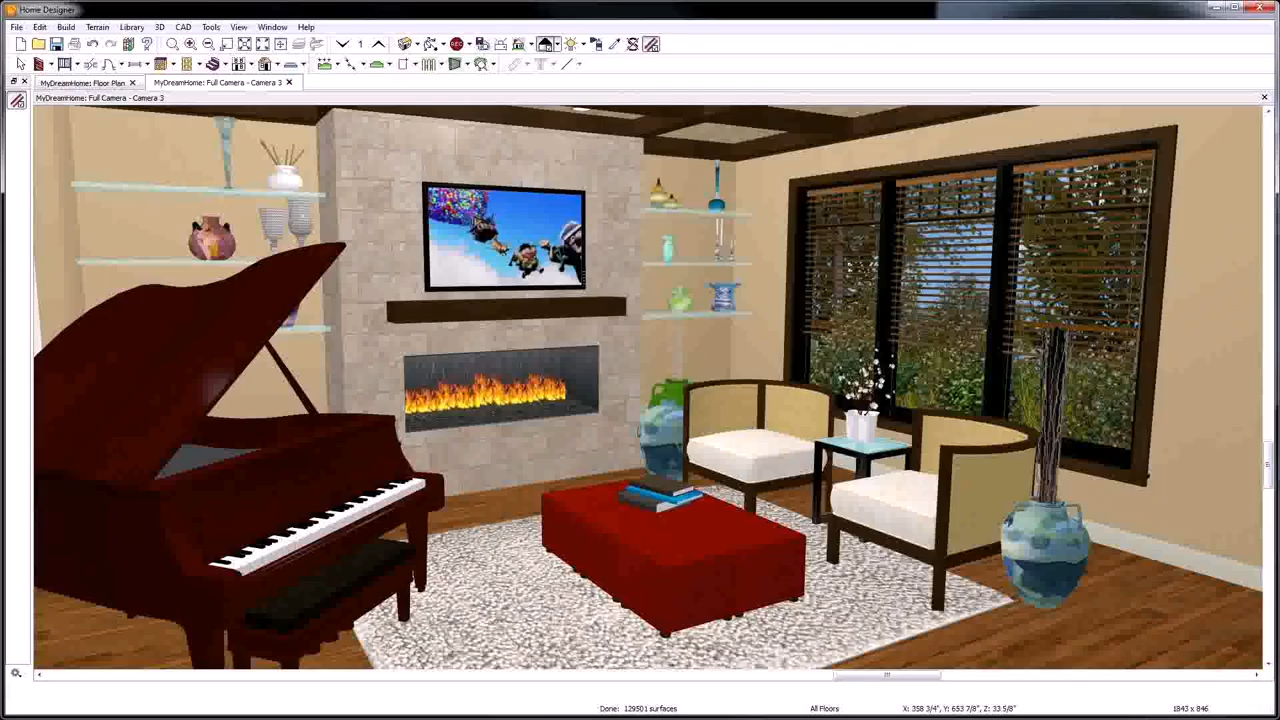 Home Designer
File Edit Build Terrain Library 3D CAD Tools View Window Help
1
REC
MyDreamHome: Floor Plan
MyDreamHome: Full Camera - Camera 3
MyDreamHome: Full Camera - Camera 3
Done: 129501 surfaces All Floors X: 358 3/4", Y: 653 7/8", Z: 33 5/8" 1843 x 846